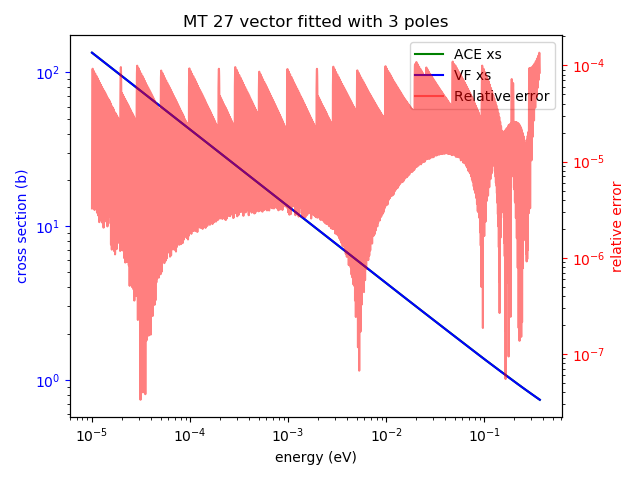 MT 27 vector fitted with 3 poles
ACE xs
VF xs
Relative error
cross section (b)
10²
10¹
10⁰
10⁻⁴
10⁻⁵
10⁻⁶
10⁻⁷
relative error
10⁻⁵ 10⁻⁴ 10⁻³ 10⁻² 10⁻¹
energy (eV)